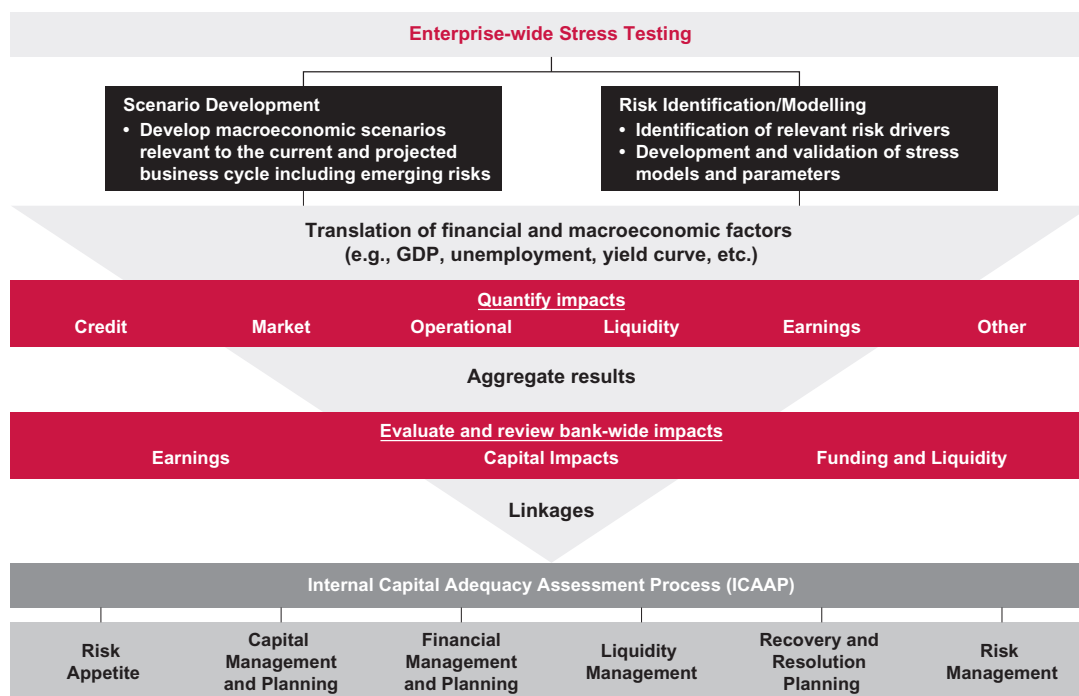 Enterprise-wide Stress Testing
Scenario Development
• Develop macroeconomic scenarios
relevant to the current and projected
business cycle including emerging risks
Risk Identification/Modelling
• Identification of relevant risk drivers
• Development and validation of stress
models and parameters
Translation of financial and macroeconomic factors
(e.g., GDP, unemployment, yield curve, etc.)
Quantify impacts
Credit Market Operational Liquidity Earnings Other
Aggregate results
Evaluate and review bank-wide impacts
Earnings Capital Impacts Funding and Liquidity
Linkages
Internal Capital Adequacy Assessment Process (ICAAP)
Risk
Appetite
Capital
Management
and Planning
Financial
Management
and Planning
Liquidity
Management
Recovery and
Resolution
Planning
Risk
Management